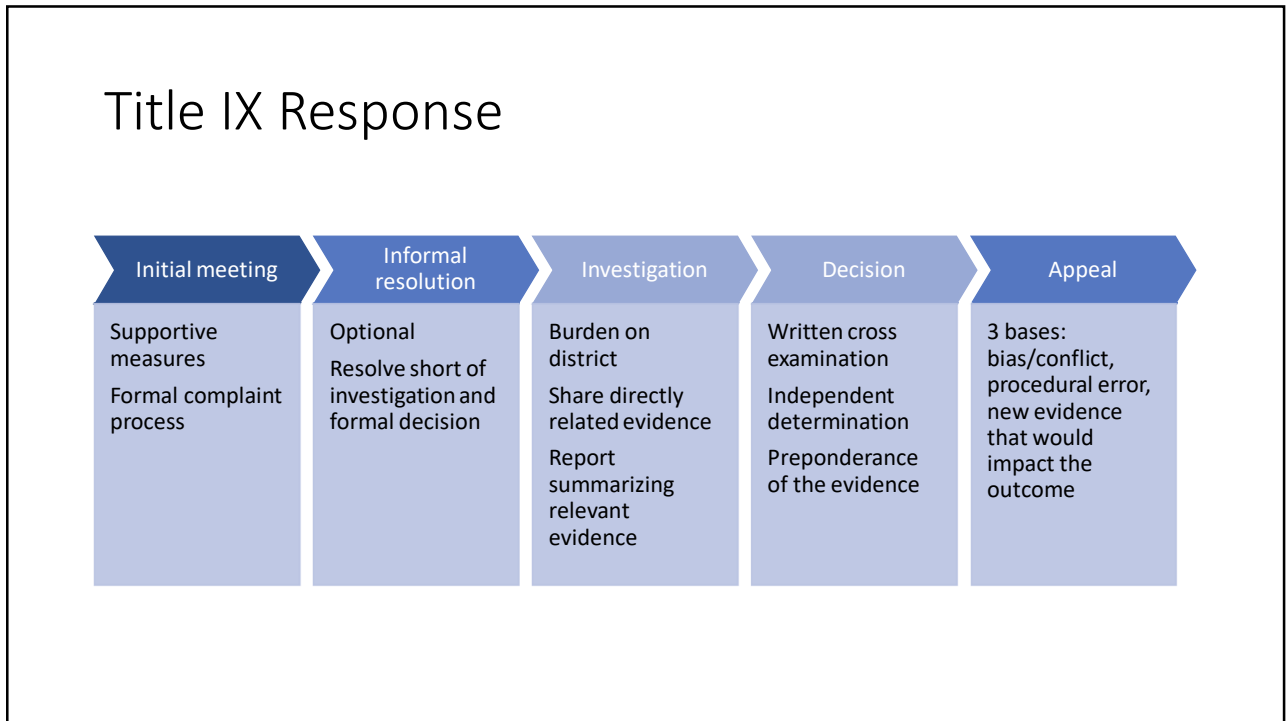 Title IX Response
Initial meeting
Supportive
measures
Formal complaint
process
Informal
resolution
Optional
Resolve short of
investigation and
formal decision
Investigation
Burden on
district
Share directly
related evidence
Report
summarizing
relevant
evidence
Decision
Written cross
examination
Independent
determination
Preponderance
of the evidence
Appeal
3 bases:
bias/conflict,
procedural error,
new evidence
that would
impact the
outcome